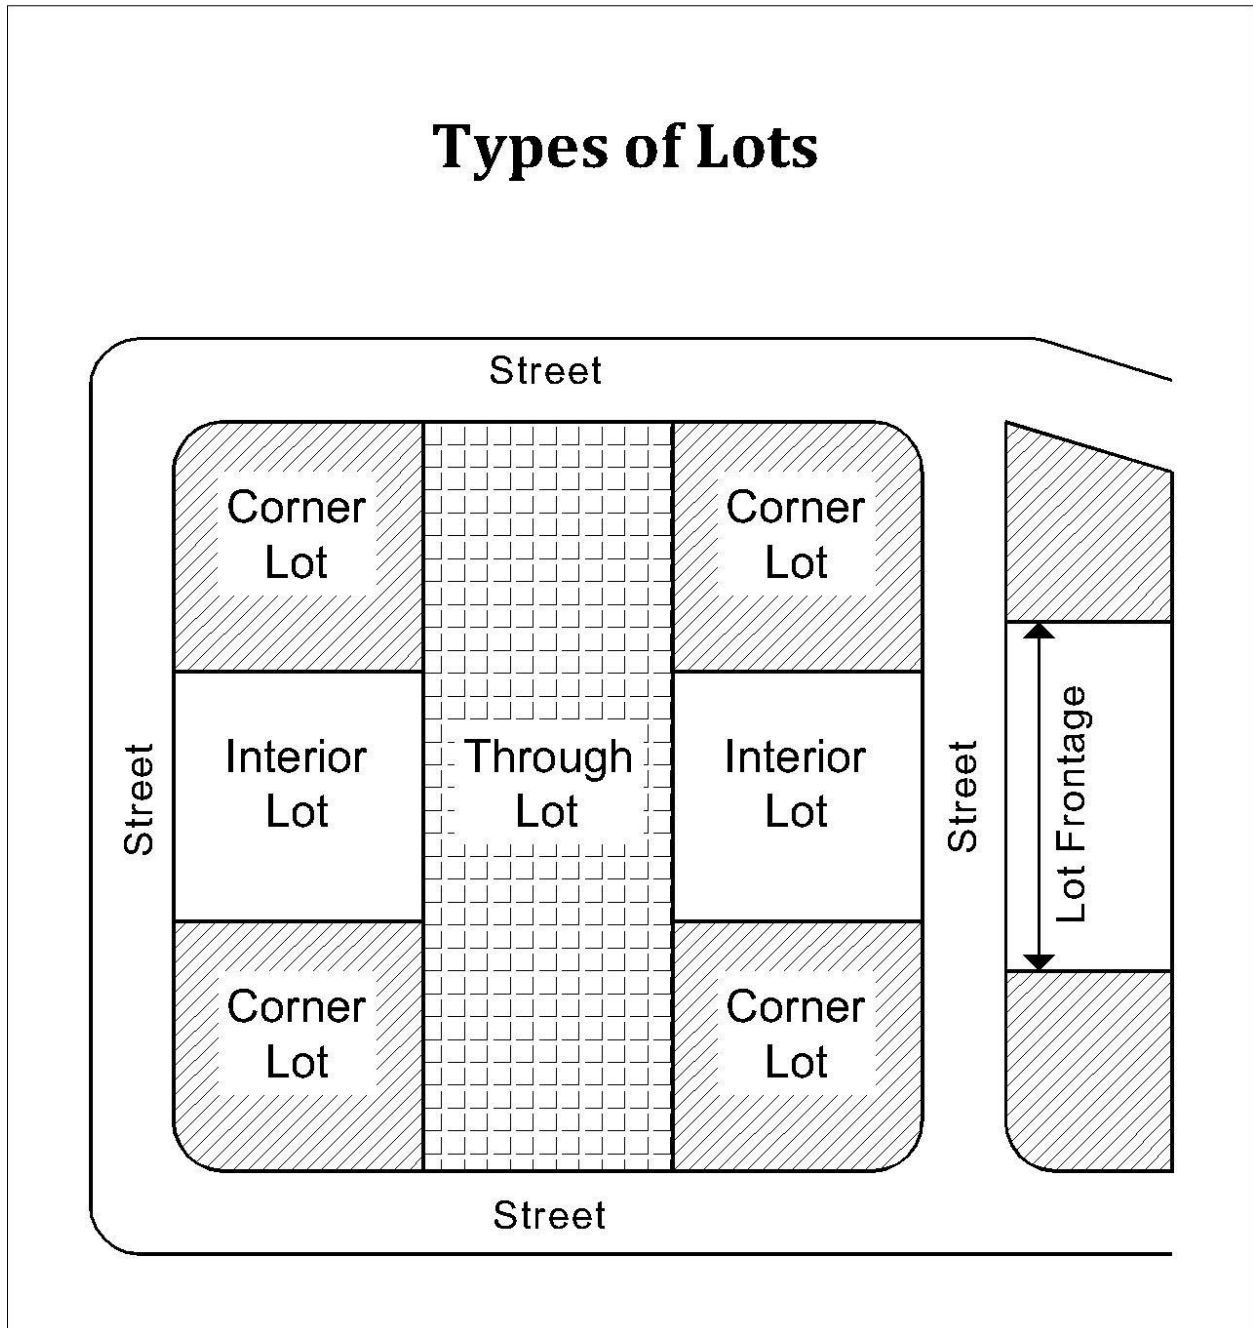 Types of Lots
Street
Corner
Lot
Corner
Lot
Street
Interior
Lot
Through
Lot
Interior
Lot
Street
Lot Frontage
Corner
Lot
Corner
Lot
Street